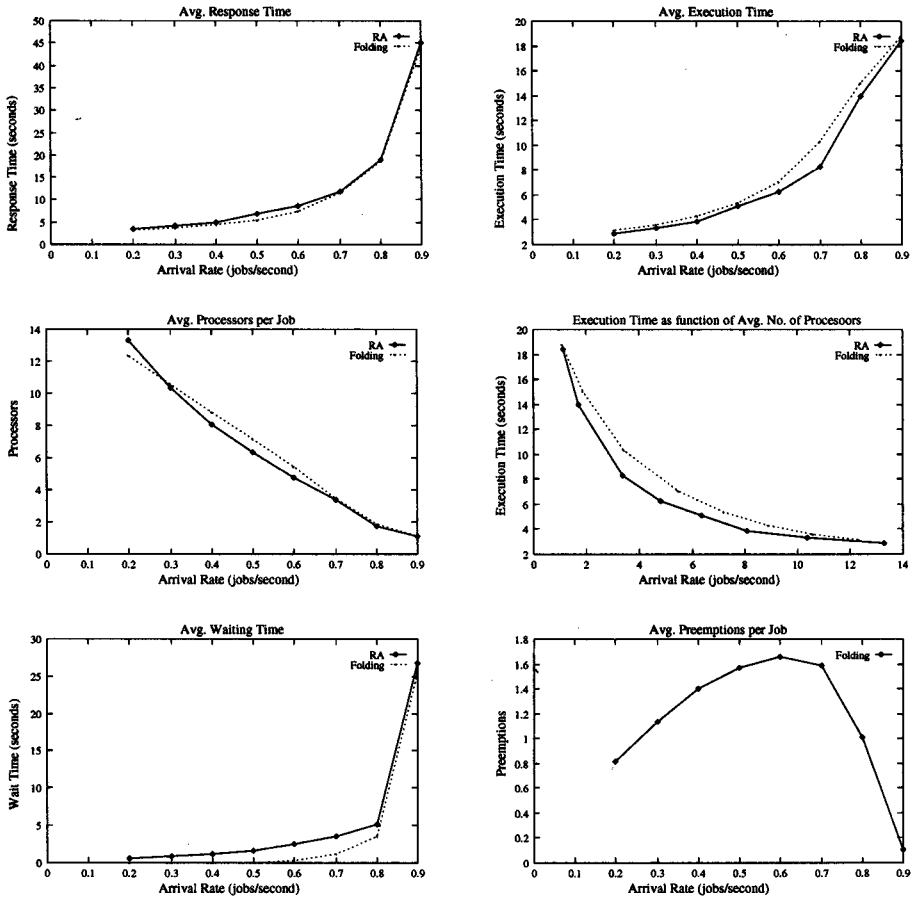 Avg. Response Time
50
45
40
35
30
25
20
15
10
5
0
Response Time (seconds)
RA
Folding
0 0.1 0.2 0.3 0.4 0.5 0.6 0.7 0.8 0.9
Arrival Rate (jobs/second)
Avg. Execution Time
20
18
16
14
12
10
8
6
4
2
Execution Time (seconds)
RA
Folding
0 0.1 0.2 0.3 0.4 0.5 0.6 0.7 0.8 0.9
Arrival Rate (jobs/second)
Avg. Processors per Job
14
12
10
8
6
4
2
0
Processors
RA
Folding
0 0.1 0.2 0.3 0.4 0.5 0.6 0.7 0.8 0.9
Arrival Rate (jobs/second)
Execution Time as function of Avg. No. of Procesoors
20
18
16
14
12
10
8
6
4
2
Execution Time (seconds)
RA
Folding
0 2 4 6 8 10 12 14
Arrival Rate (jobs/second)
Avg. Waiting Time
30
25
20
15
10
5
0
Wait Time (seconds)
RA
Folding
0 0.1 0.2 0.3 0.4 0.5 0.6 0.7 0.8 0.9
Arrival Rate (jobs/second)
Avg. Preemptions per Job
1.8
1.6
1.4
1.2
1
0.8
0.6
0.4
0.2
0
Preemptions
Folding
0 0.1 0.2 0.3 0.4 0.5 0.6 0.7 0.8 0.9
Arrival Rate (jobs/second)